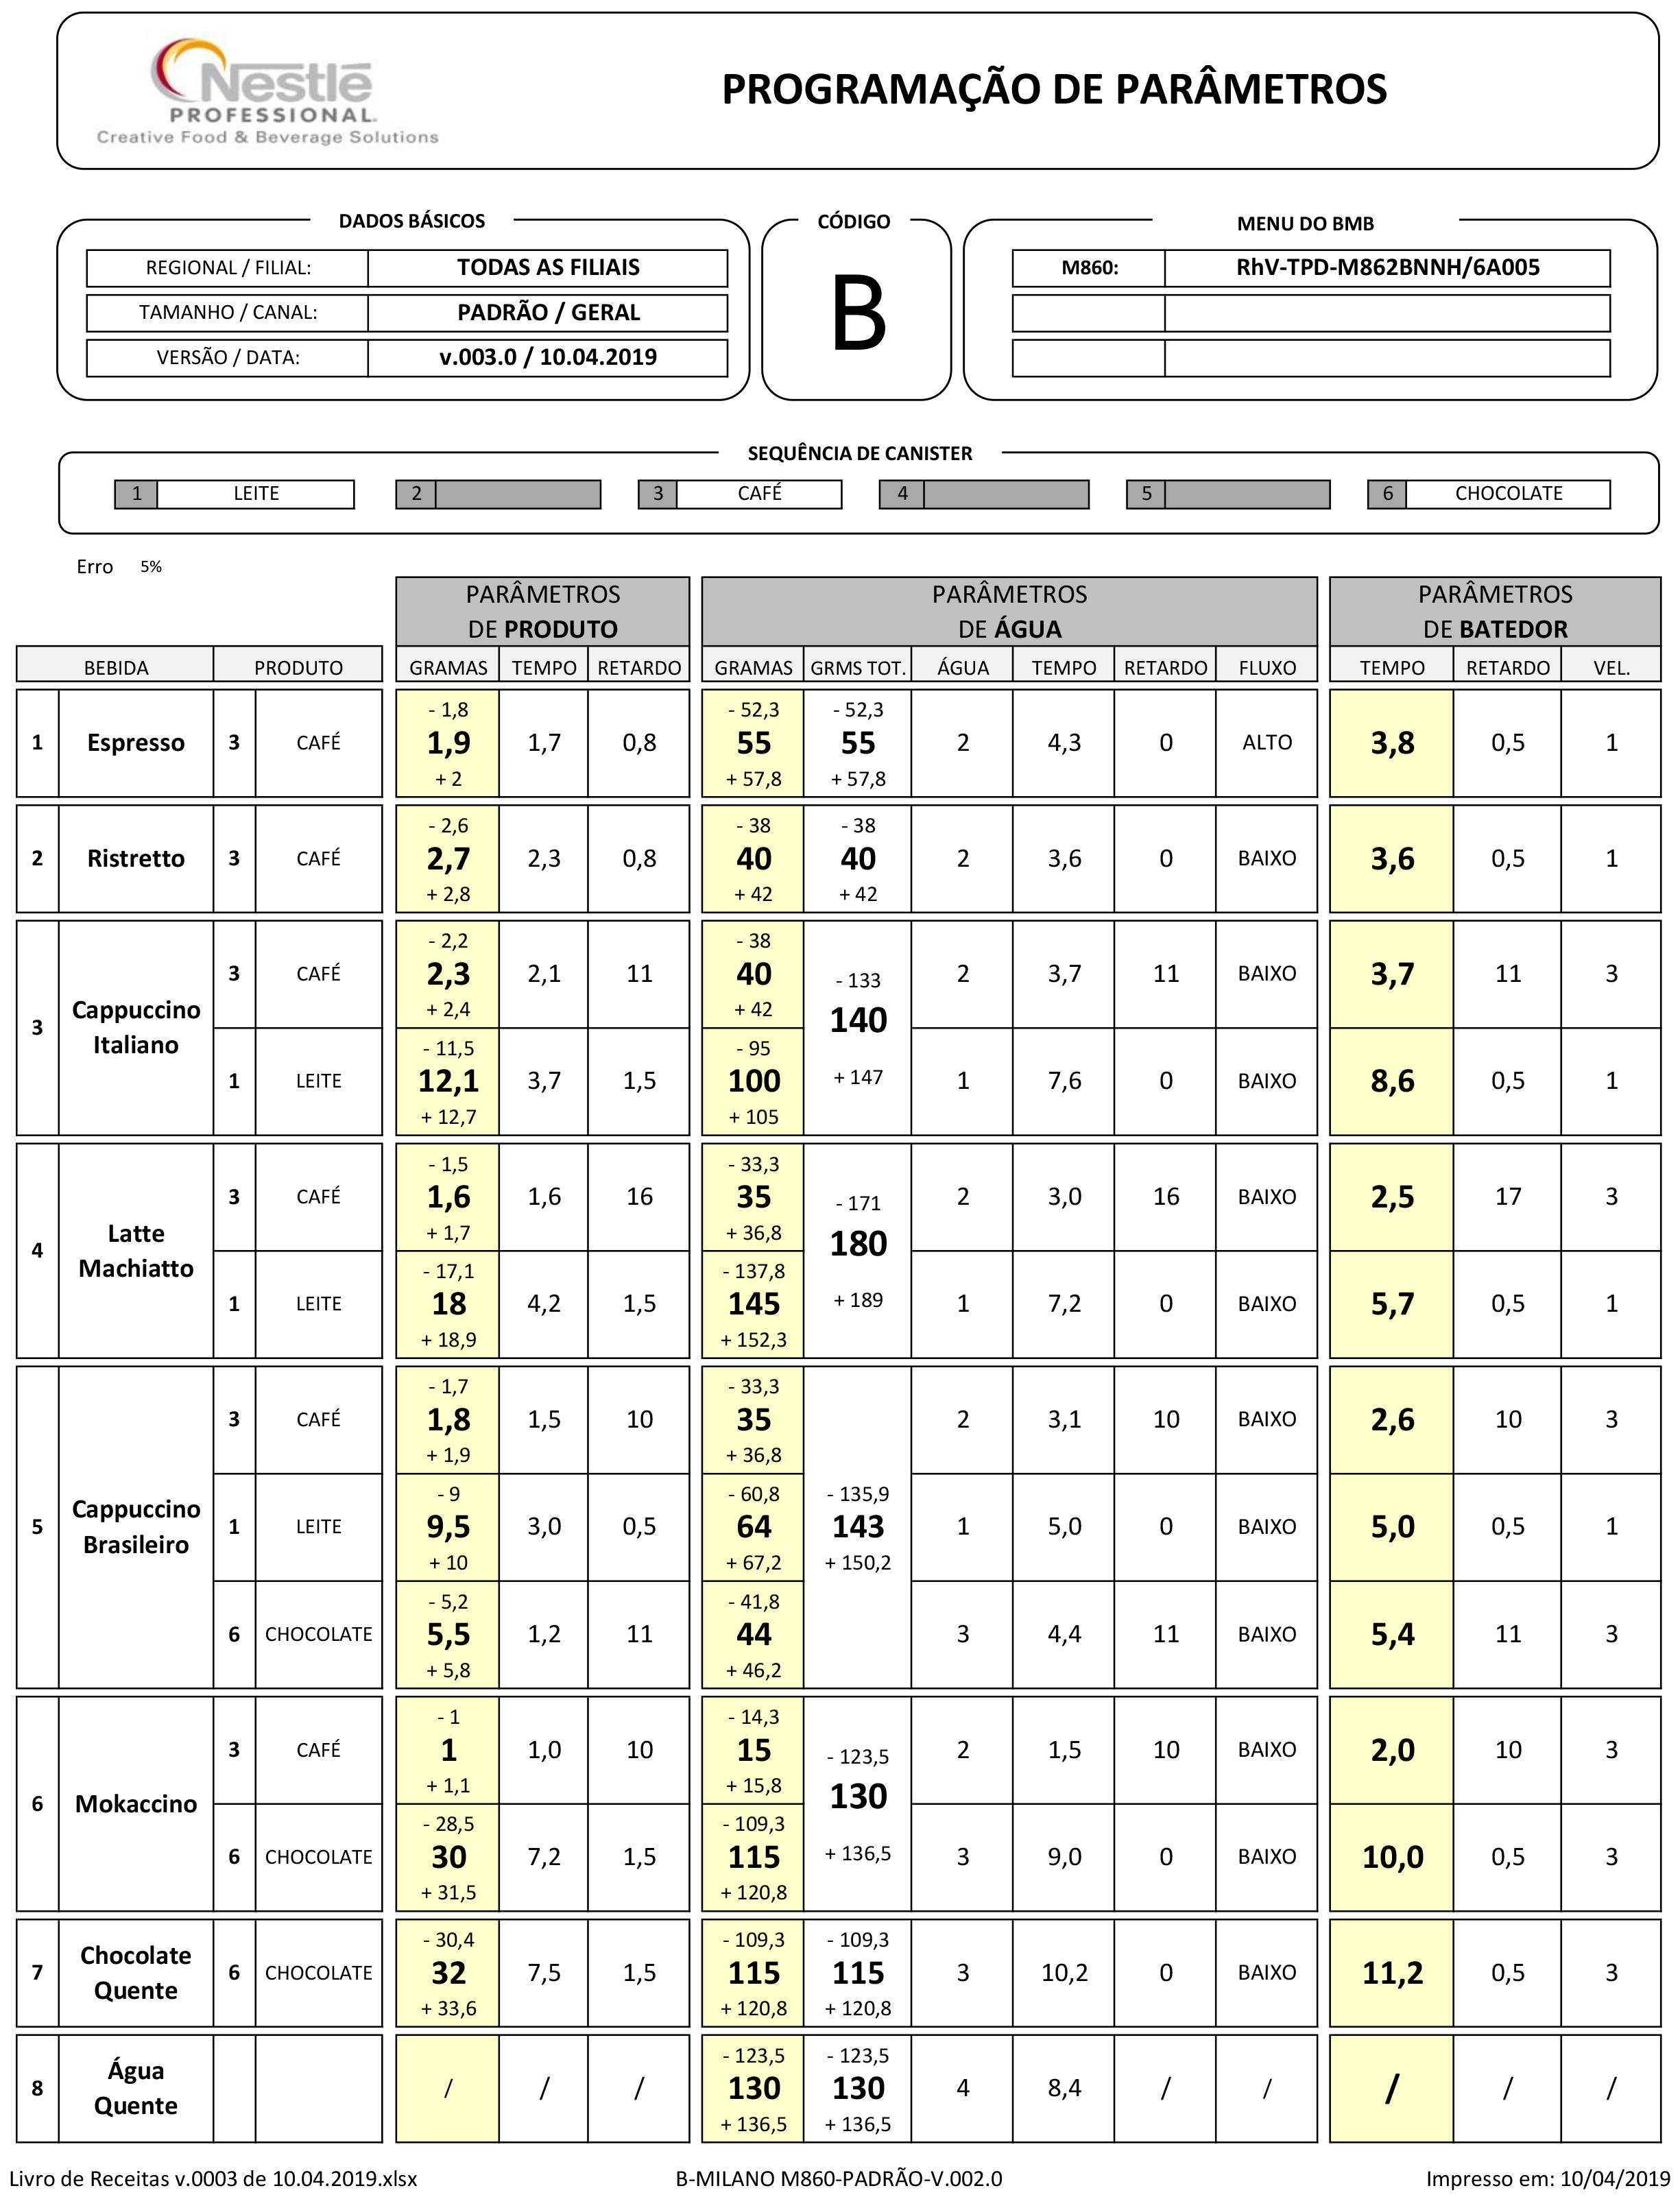 Nestlé
PROFESSIONAL.
Creative Food & Beverage Solutions
PROGRAMAÇÃO DE PARÂMETROS
DADOS BÁSICOS
REGIONAL / FILIAL: TODAS AS FILIAIS
TAMANHO / CANAL: PADRÃO / GERAL
VERSÃO / DATA: v.003.0 / 10.04.2019
CÓDIGO
B
MENU DO BMB
M860: RhV-TPD-M862BNNH/6A005
SEQUÊNCIA DE CANISTER
1 LEITE 2 3 CAFÉ 4 5 6 CHOCOLATE
Erro 5%
PARÂMETROS
DE PRODUTO
PARÂMETROS
DE ÁGUA
PARÂMETROS
DE BATEDOR
BEBIDA PRODUTO GRAMAS TEMPO RETARDO GRAMAS GRMS TOT. ÁGUA TEMPO RETARDO FLUXO TEMPO RETARDO VEL.
- 1,8 - 52,3 - 52,3
1 Espresso 3 CAFÉ 1,9 1,7 0,8 55 55 2 4,3 0 ALTO 3,8 0,5 1
+ 2 + 57,8 + 57,8
- 2,6 - 38 - 38
2 Ristretto 3 CAFÉ 2,7 2,3 0,8 40 40 2 3,6 0 BAIXO 3,6 0,5 1
+ 2,8 + 42 + 42
3 Cappuccino
Italiano
- 2,2 - 38
3 CAFÉ 2,3 2,1 11 40 2 3,7 11 BAIXO 3,7 11 3
+ 2,4 + 42
- 133
140
+ 147
- 11,5 - 95
1 LEITE 12,1 3,7 1,5 100 1 7,6 0 BAIXO 8,6 0,5 1
+ 12,7 + 105
4 Latte
Machiatto
- 1,5 - 33,3
3 CAFÉ 1,6 1,6 16 35 2 3,0 16 BAIXO 2,5 17 3
+ 1,7 + 36,8
- 171
180
+ 189
- 17,1 - 137,8
1 LEITE 18 4,2 1,5 145 1 7,2 0 BAIXO 5,7 0,5 1
+ 18,9 + 152,3
5 Cappuccino
Brasileiro
- 1,7 - 33,3
3 CAFÉ 1,8 1,5 10 35 2 3,1 10 BAIXO 2,6 10 3
+ 1,9 + 36,8
- 9 - 60,8 - 135,9
1 LEITE 9,5 3,0 0,5 64 143 1 5,0 0 BAIXO 5,0 0,5 1
+ 10 + 67,2 + 150,2
- 5,2 - 41,8
6 CHOCOLATE 5,5 1,2 11 44 3 4,4 11 BAIXO 5,4 11 3
+ 5,8 + 46,2
6 Mokaccino
- 1 - 14,3
3 CAFÉ 1 1,0 10 15 2 1,5 10 BAIXO 2,0 10 3
+ 1,1 + 15,8
- 123,5
130
+ 136,5
- 28,5 - 109,3
6 CHOCOLATE 30 7,2 1,5 115 3 9,0 0 BAIXO 10,0 0,5 3
+ 31,5 + 120,8
7 Chocolate
Quente
- 30,4 - 109,3 - 109,3
6 CHOCOLATE 32 7,5 1,5 115 115 3 10,2 0 BAIXO 11,2 0,5 3
+ 33,6 + 120,8 + 120,8
8 Água
Quente
- 123,5 - 123,5
/ / / 130 130 4 8,4 / / / / /
+ 136,5 + 136,5
Livro de Receitas v.0003 de 10.04.2019.xlsx B-MILANO M860-PADRÃO-V.002.0 Impresso em: 10/04/2019